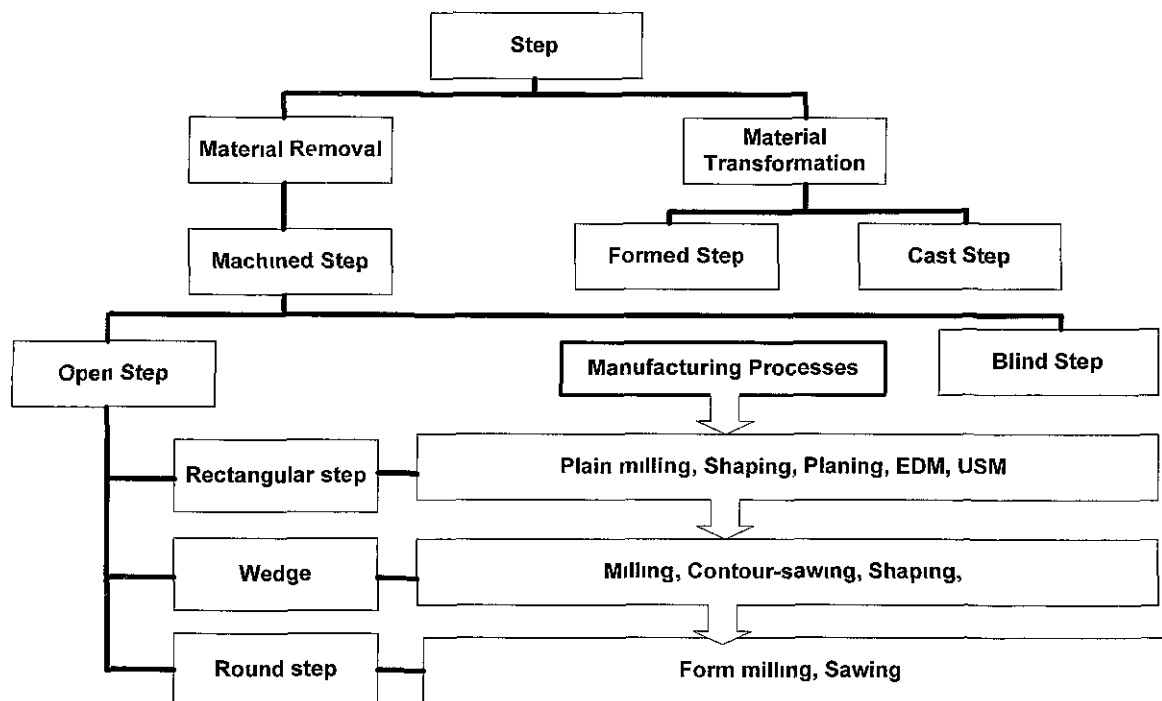 Step
Material Removal
Material
Transformation
Machined Step
Formed Step
Cast Step
Open Step
Manufacturing Processes
Blind Step
Rectangular step
Plain milling, Shaping, Planing, EDM, USM
Wedge
Milling, Contour-sawing, Shaping,
Round step
Form milling, Sawing